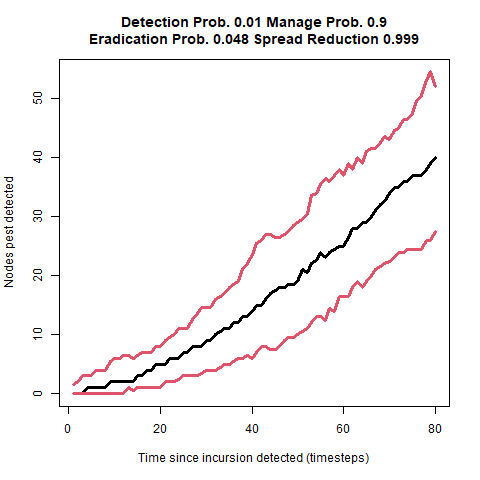 Detection Prob. 0.01 Manage Prob. 0.9
Eradication Prob. 0.048 Spread Reduction 0.999
Nodes pest detected
50
40
30
20
10
0
0 20 40 60 80
Time since incursion detected (timesteps)